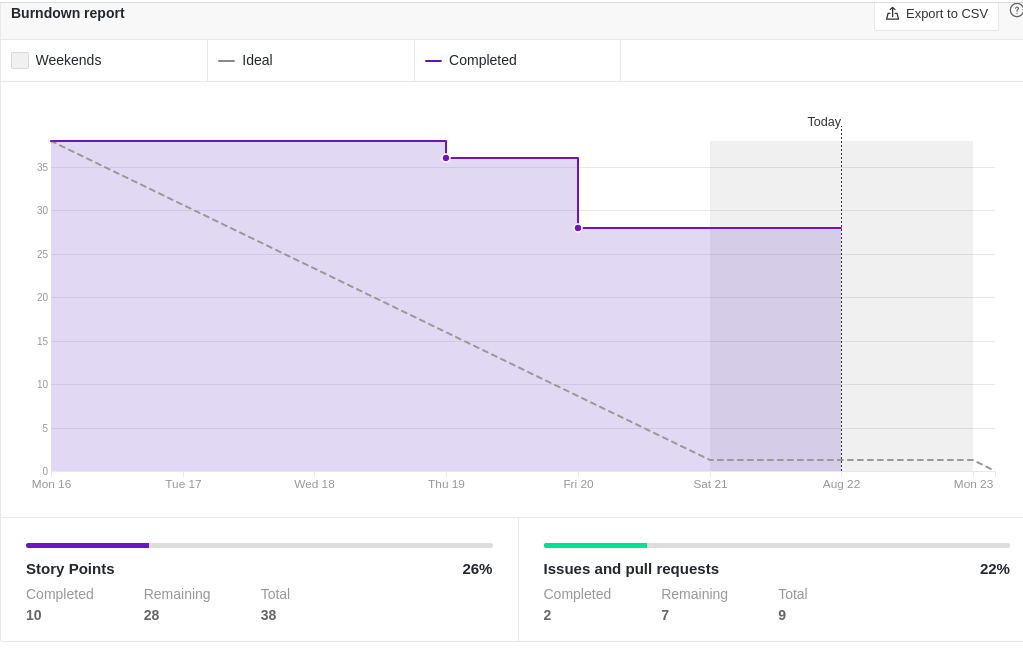 Burndown report
Export to CSV
?
Weekends
Ideal
Completed
Today
35
30
25
20
15
10
5
0
Mon 16 Tue 17 Wed 18 Thu 19 Fri 20 Sat 21 Aug 22 Mon 23
Story Points 26%
Completed Remaining Total
10 28 38
Issues and pull requests 22%
Completed Remaining Total
2 7 9